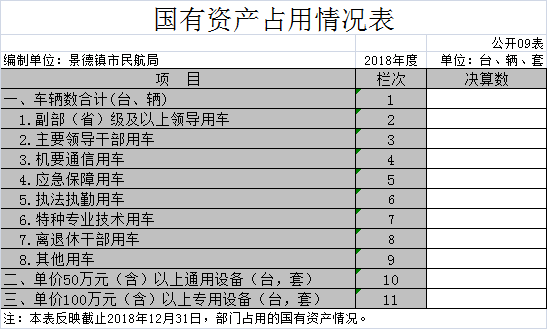 国有资产占用情况表
公开09表
编制单位：景德镇市民航局 2018年度 单位：台、辆、套
项 目 栏次 决算数
一、车辆数合计(台、辆) 1
1.副部（省）级及以上领导用车 2
2.主要领导干部用车 3
3.机要通信用车 4
4.应急保障用车 5
5.执法执勤用车 6
6.特种专业技术用车 7
7.离退休干部用车 8
8.其他用车 9
二、单价50万元（含）以上通用设备（台，套） 10
三、单价100万元（含）以上专用设备（台，套） 11
注：本表反映截止2018年12月31日，部门占用的国有资产情况。